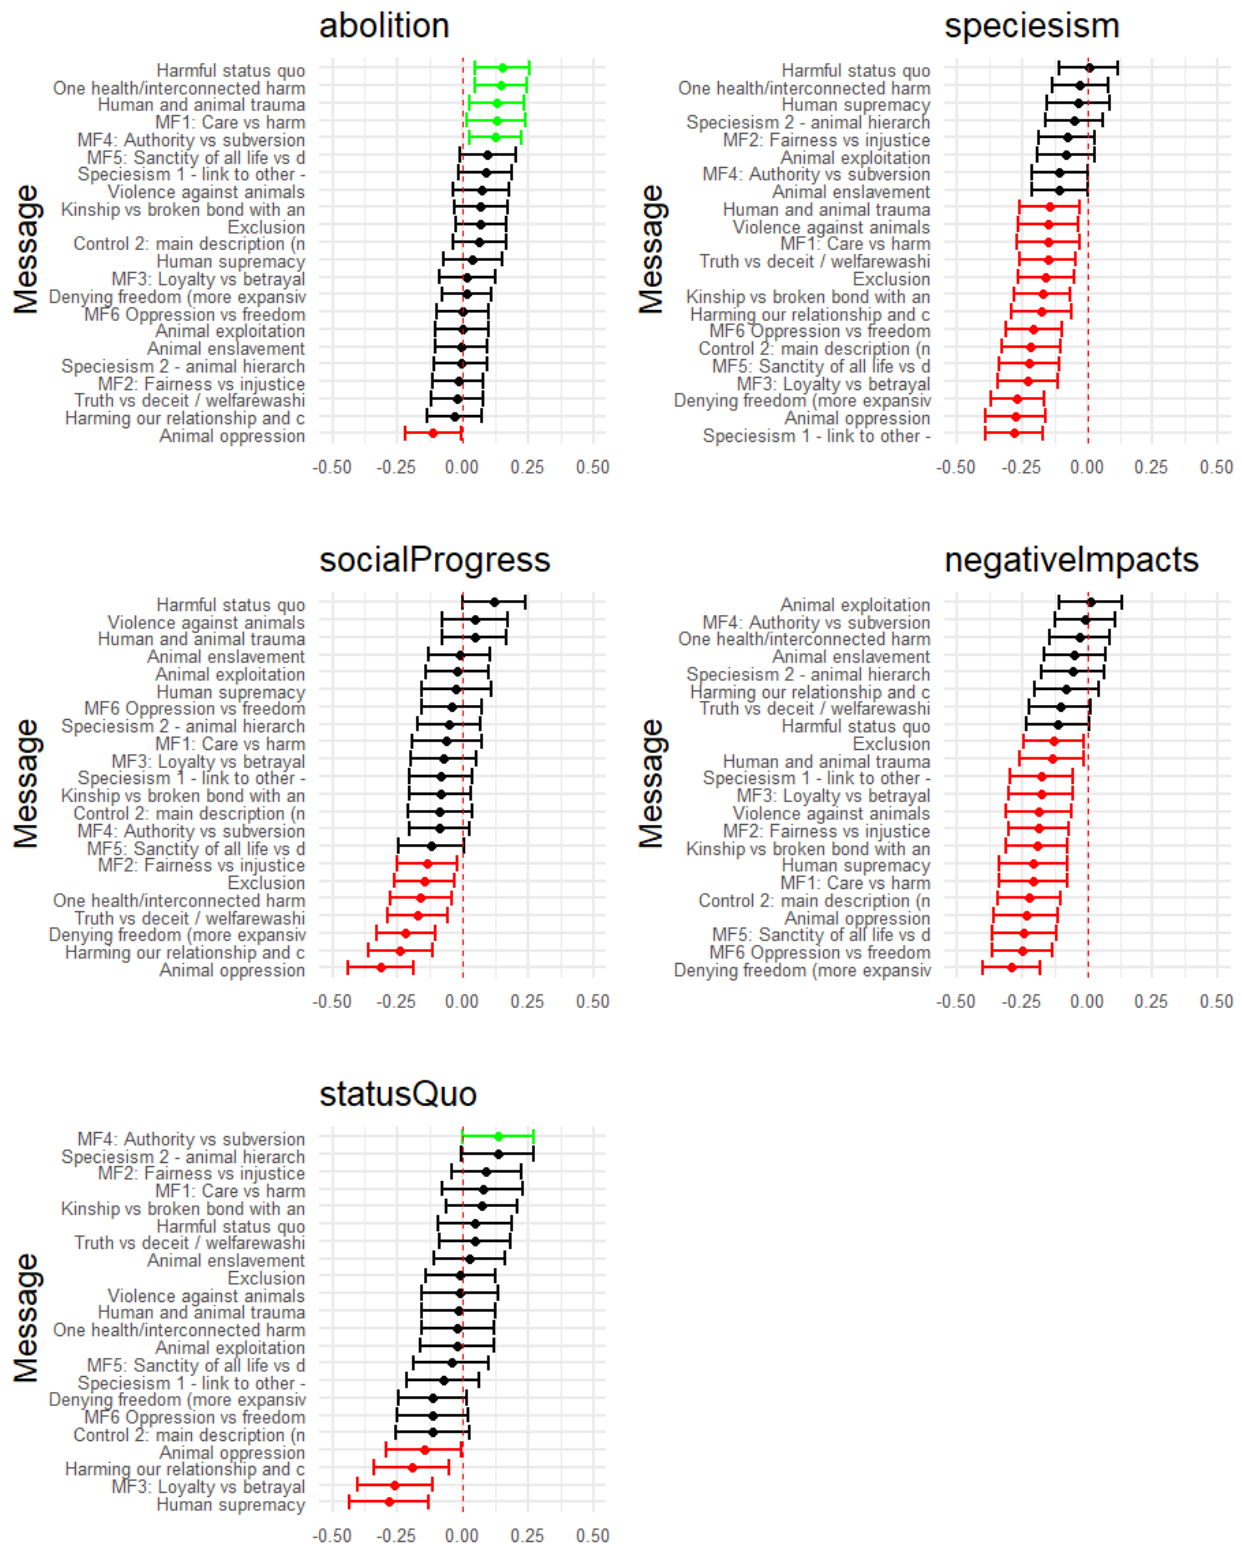 abolition
Message
Harmful status quo
One health/interconnected harm
Human and animal trauma
MF1: Care vs harm
MF4: Authority vs subversion
MF5: Sanctity of all life vs d
Speciesism 1 - link to other -
Violence against animals
Kinship vs broken bond with an
Exclusion
Control 2: main description (n
Human supremacy
MF3: Loyalty vs betrayal
Denying freedom (more expansiv
MF6 Oppression vs freedom
Animal exploitation
Animal enslavement
Speciesism 2 - animal hierarch
MF2: Fairness vs injustice
Truth vs deceit / welfarewashi
Harming our relationship and c
Animal oppression
-0.50 -0.25 0.00 0.25 0.50
speciesism
Message
Harmful status quo
One health/interconnected harm
Human supremacy
Speciesism 2 - animal hierarch
MF2: Fairness vs injustice
Animal exploitation
MF4: Authority vs subversion
Animal enslavement
Human and animal trauma
Violence against animals
MF1: Care vs harm
Truth vs deceit / welfarewashi
Exclusion
Kinship vs broken bond with an
Harming our relationship and c
MF6 Oppression vs freedom
Control 2: main description (n
MF5: Sanctity of all life vs d
MF3: Loyalty vs betrayal
Denying freedom (more expansiv
Animal oppression
Speciesism 1 - link to other -
-0.50 -0.25 0.00 0.25 0.50
socialProgress
Message
Harmful status quo
Violence against animals
Human and animal trauma
Animal enslavement
Animal exploitation
Human supremacy
MF6 Oppression vs freedom
Speciesism 2 - animal hierarch
MF1: Care vs harm
MF3: Loyalty vs betrayal
Speciesism 1 - link to other -
Kinship vs broken bond with an
Control 2: main description (n
MF4: Authority vs subversion
MF5: Sanctity of all life vs d
MF2: Fairness vs injustice
Exclusion
One health/interconnected harm
Truth vs deceit / welfarewashi
Denying freedom (more expansiv
Harming our relationship and c
Animal oppression
-0.50 -0.25 0.00 0.25 0.50
negativeImpacts
Message
Animal exploitation
MF4: Authority vs subversion
One health/interconnected harm
Animal enslavement
Speciesism 2 - animal hierarch
Harming our relationship and c
Truth vs deceit / welfarewashi
Harmful status quo
Exclusion
Human and animal trauma
Speciesism 1 - link to other -
MF3: Loyalty vs betrayal
Violence against animals
MF2: Fairness vs injustice
Kinship vs broken bond with an
Human supremacy
MF1: Care vs harm
Control 2: main description (n
Animal oppression
MF5: Sanctity of all life vs d
MF6 Oppression vs freedom
Denying freedom (more expansiv
-0.50 -0.25 0.00 0.25 0.50
statusQuo
Message
MF4: Authority vs subversion
Speciesism 2 - animal hierarch
MF2: Fairness vs injustice
MF1: Care vs harm
Kinship vs broken bond with an
Harmful status quo
Truth vs deceit / welfarewashi
Animal enslavement
Exclusion
Violence against animals
Human and animal trauma
One health/interconnected harm
Animal exploitation
MF5: Sanctity of all life vs d
Speciesism 1 - link to other -
Denying freedom (more expansiv
MF6 Oppression vs freedom
Control 2: main description (n
Animal oppression
Harming our relationship and c
MF3: Loyalty vs betrayal
Human supremacy
-0.50 -0.25 0.00 0.25 0.50